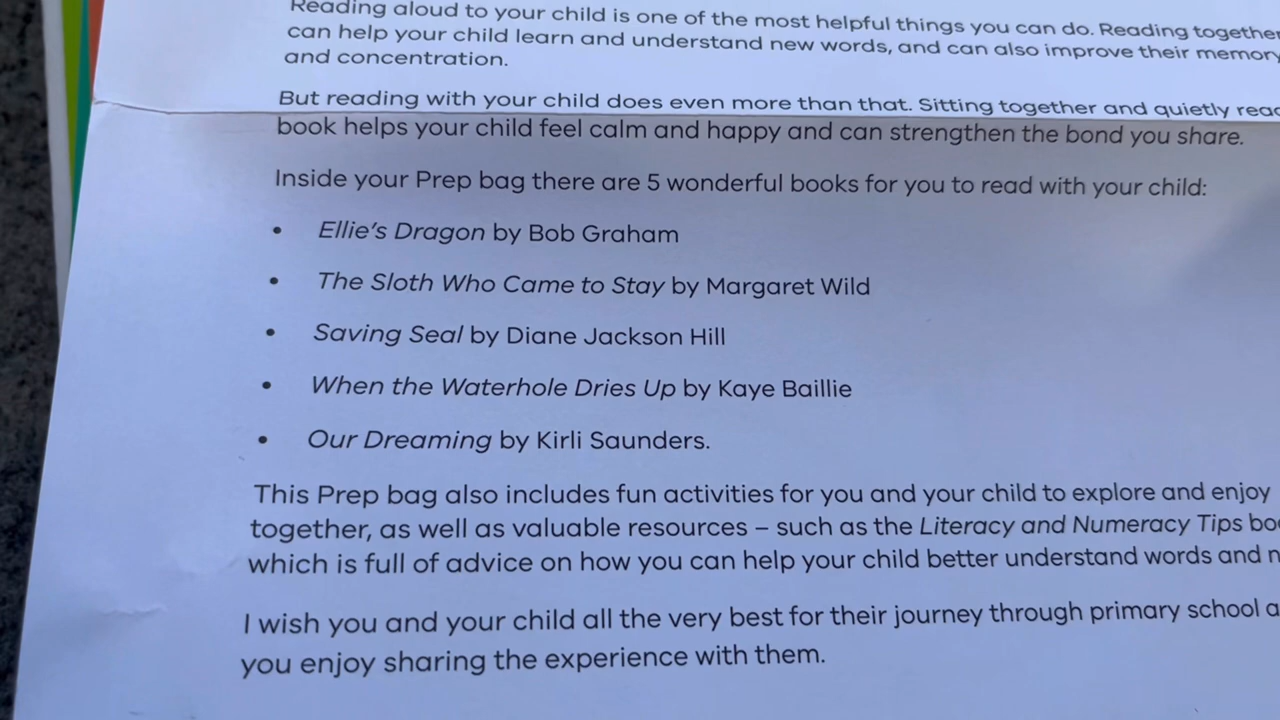 Reading aloud to your child is one of the most helpful things you can do. Reading together
can help your child learn and understand new words, and can also improve their memory
and concentration.
But reading with your child does even more than that. Sitting together and quietly
book helps your child feel calm and happy and can strengthen the bond you share.
Inside your Prep bag there are 5 wonderful books for you to read with your child:
• Ellie's Dragon by Bob Graham
• The Sloth Who Came to Stay by Margaret Wild
• Saving Seal by Diane Jackson Hill
• When the Waterhole Dries Up by Kaye Baillie
• Our Dreaming by Kirli Saunders.
This Prep bag also includes fun activities for you and your child to explore and enjoy
together, as well as valuable resources – such as the Literacy and Numeracy Tips
which is full of advice on how you can help your child better understand words and
I wish you and your child all the very best for their journey through primary school
you enjoy sharing the experience with them.